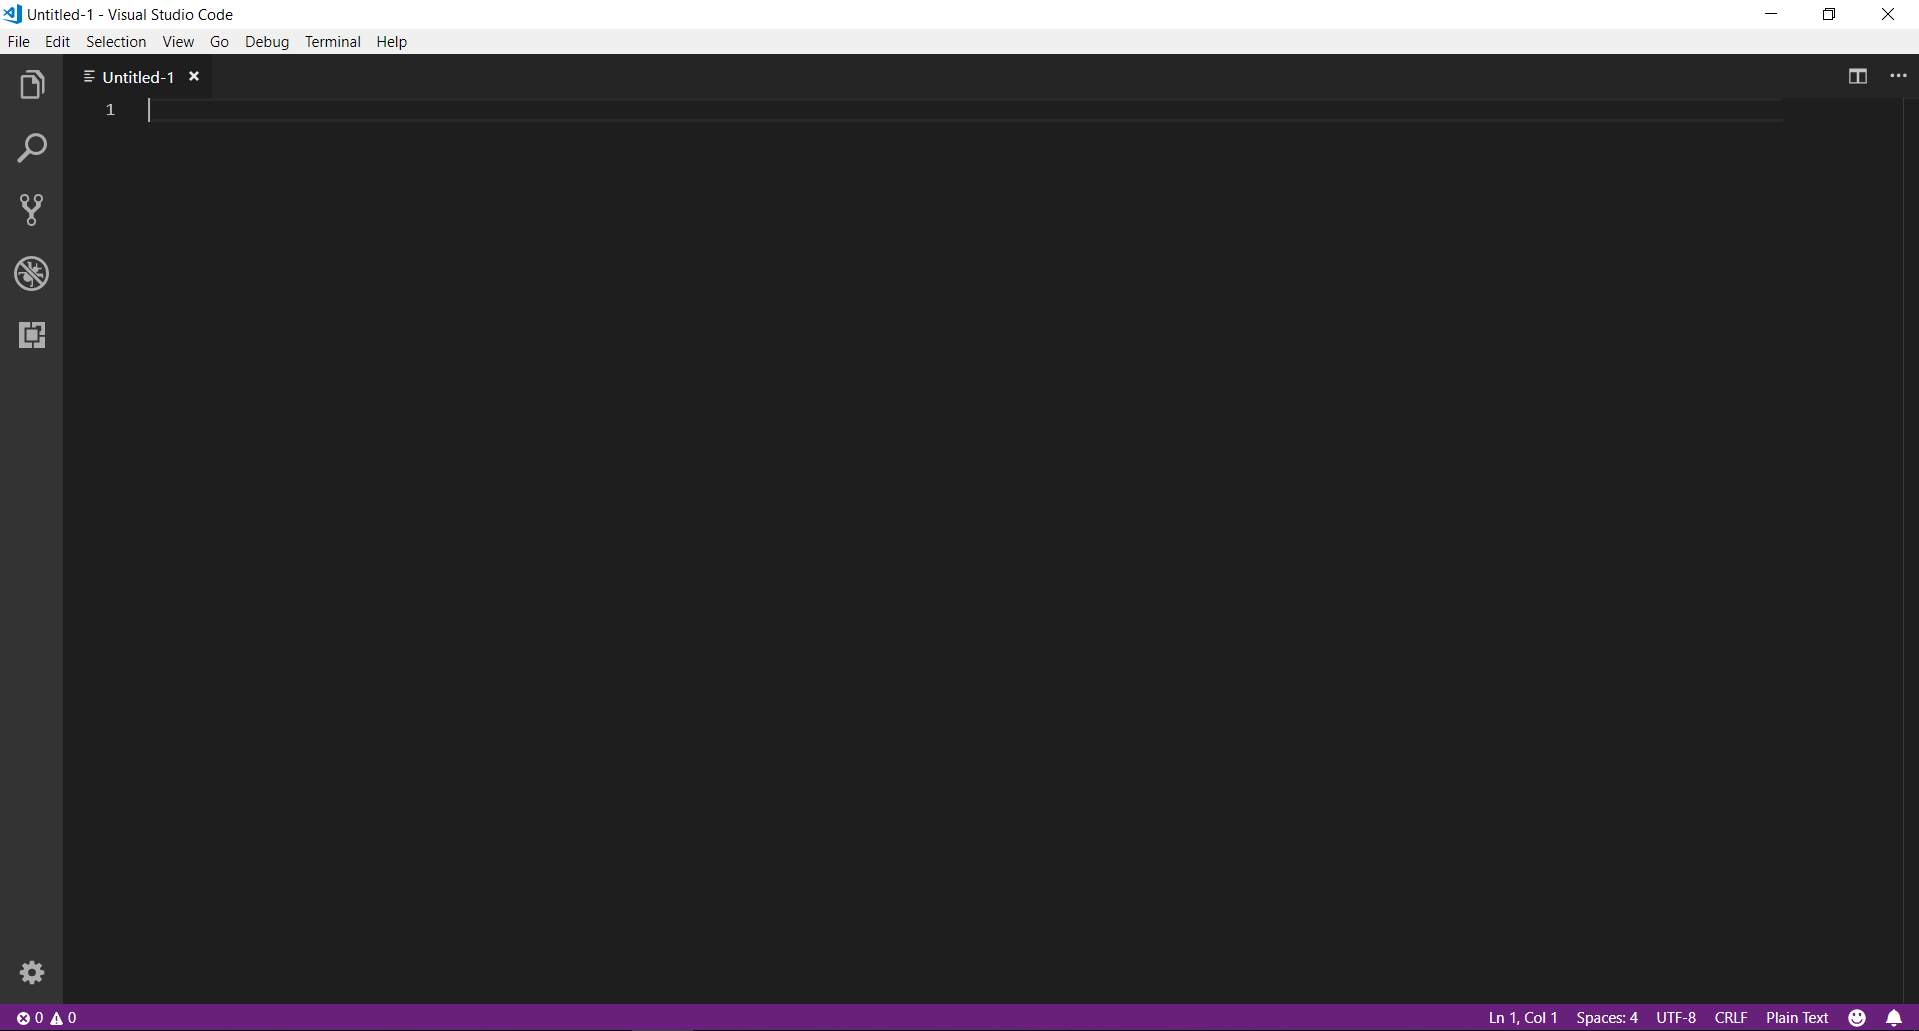 Untitled-1 - Visual Studio Code
File Edit Selection View Go Debug Terminal Help
Untitled-1
1
0 0 Ln 1, Col 1 Spaces: 4 UTF-8 CRLF Plain Text